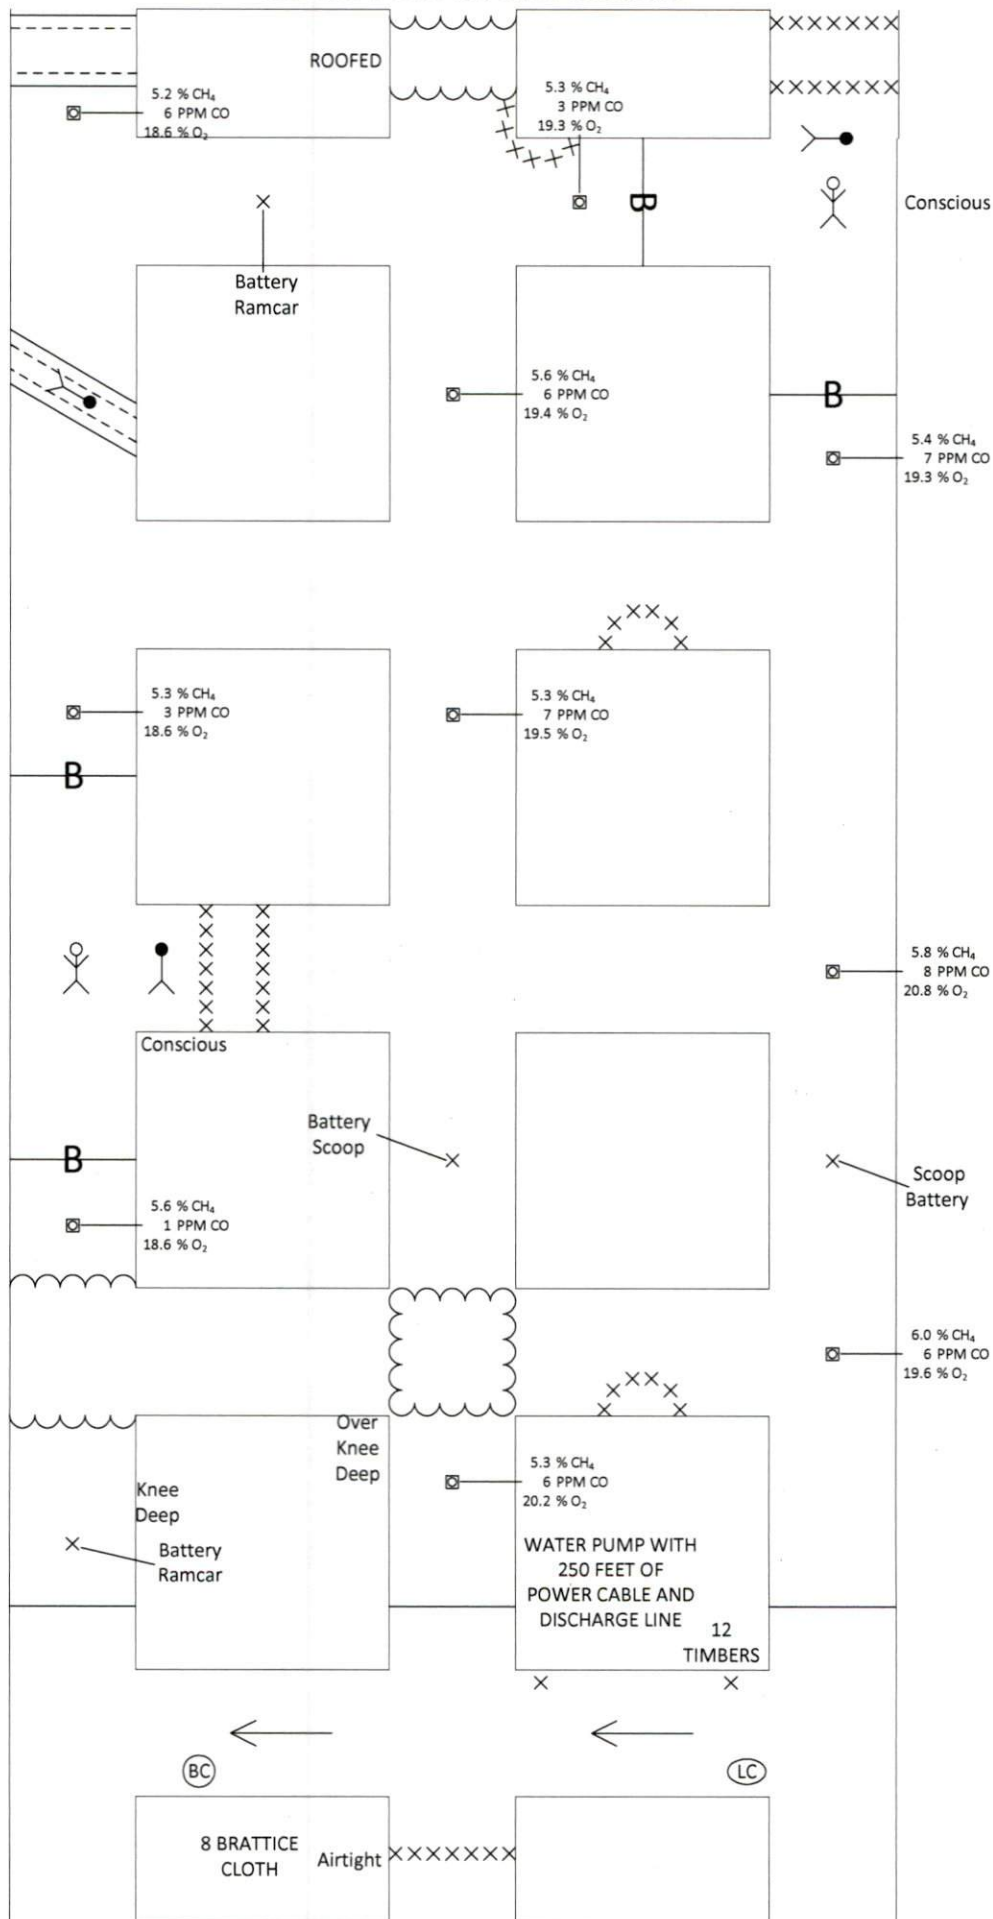 ROOFED
5.2 % CH₄
6 PPM CO
18.6 % O₂
5.3 % CH₄
3 PPM CO
19.3 % O₂
B
Conscious
Battery
Ramcar
5.6 % CH₄
6 PPM CO
19.4 % O₂
B
5.4 % CH₄
7 PPM CO
19.3 % O₂
5.3 % CH₄
3 PPM CO
18.6 % O₂
5.3 % CH₄
7 PPM CO
19.5 % O₂
B
5.8 % CH₄
8 PPM CO
20.8 % O₂
Conscious
Battery
Scoop
B
Scoop
Battery
5.6 % CH₄
1 PPM CO
18.6 % O₂
6.0 % CH₄
6 PPM CO
19.6 % O₂
Over
Knee
Deep
5.3 % CH₄
6 PPM CO
20.2 % O₂
Knee
Deep
Battery
Ramcar
WATER PUMP WITH
250 FEET OF
POWER CABLE AND
DISCHARGE LINE
12
TIMBERS
BC
LC
8 BRATTICE
CLOTH
Airtight